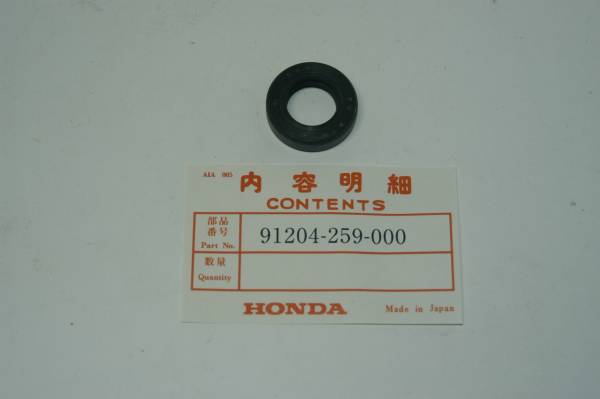 AIA 005
内容明細
CONTENTS
部品
番号
Part No.
91204-259-000
数量
Quantity
HONDA
Made in Japan